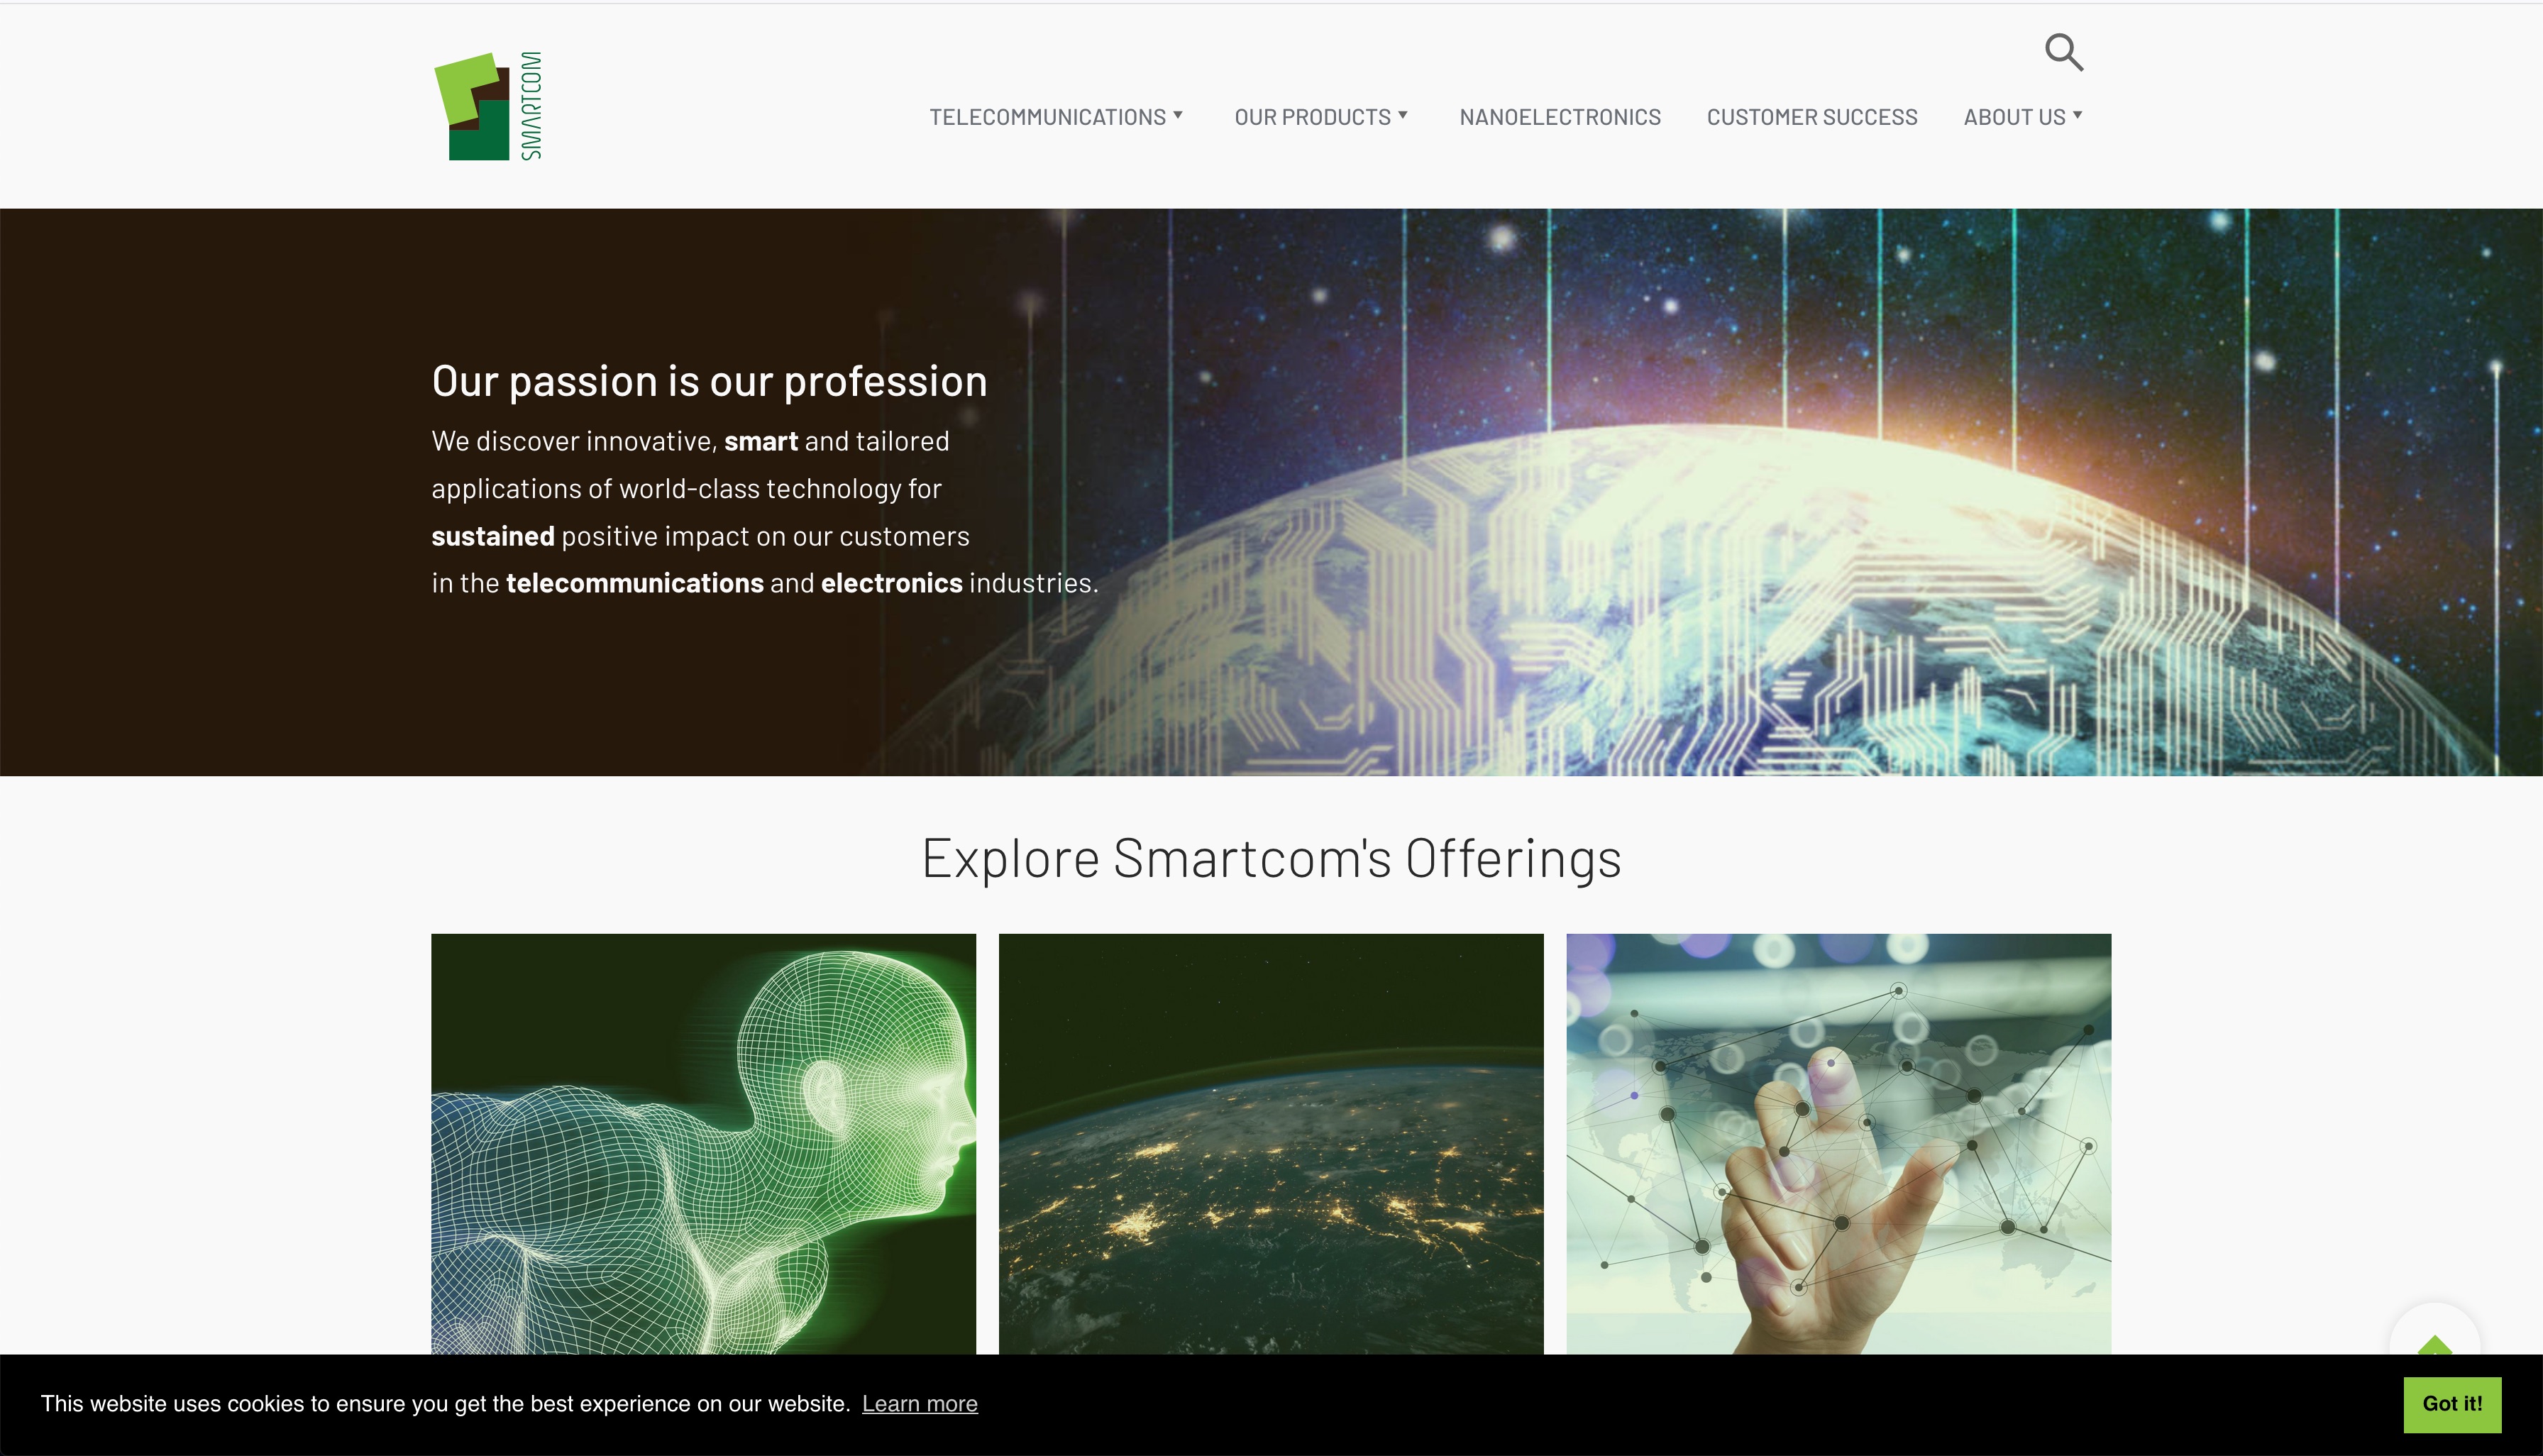 SMARTCOM
TELECOMMUNICATIONS ▼ OUR PRODUCTS ▼ NANOELECTRONICS CUSTOMER SUCCESS ABOUT US ▼
Our passion is our profession
We discover innovative, smart and tailored
applications of world-class technology for
sustained positive impact on our customers
in the telecommunications and electronics industries.
Explore Smartcom's Offerings
This website uses cookies to ensure you get the best experience on our website. Learn more
Got it!